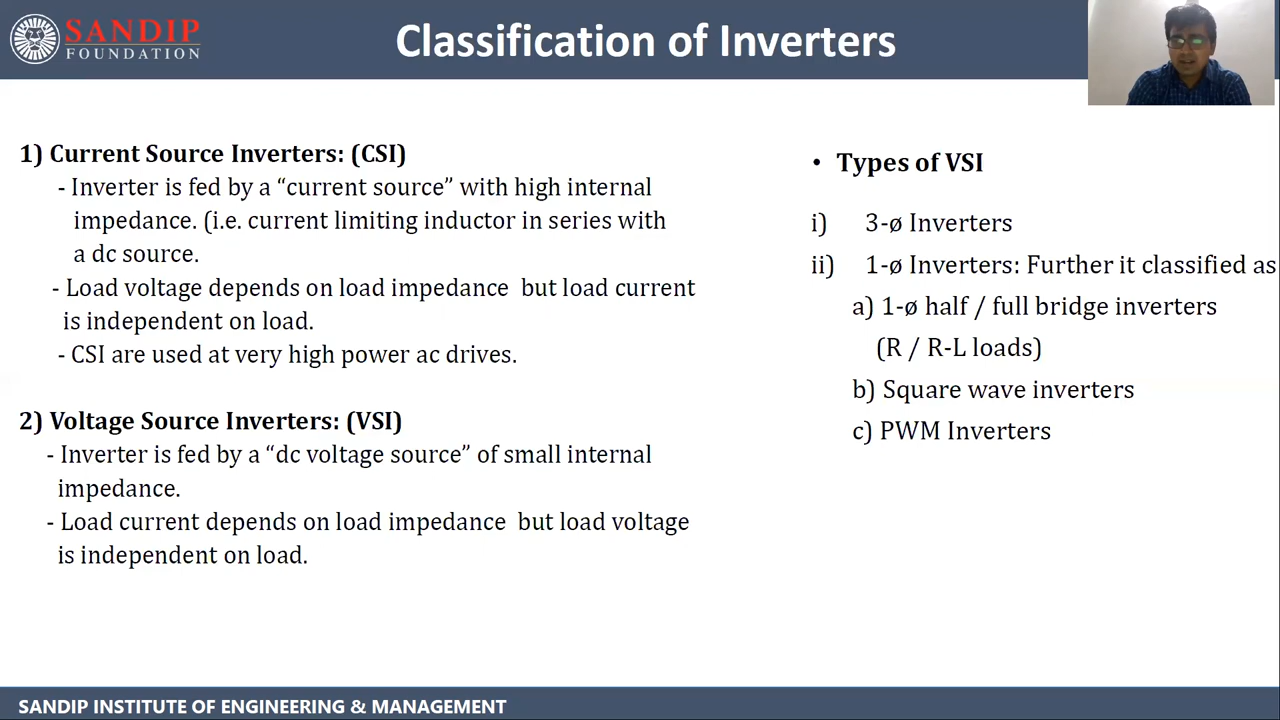 SANDIP
FOUNDATION
Classification of Inverters
1) Current Source Inverters: (CSI)
- Inverter is fed by a “current source” with high internal
impedance. (i.e. current limiting inductor in series with
a dc source.
- Load voltage depends on load impedance but load current
is independent on load.
- CSI are used at very high power ac drives.
2) Voltage Source Inverters: (VSI)
- Inverter is fed by a “dc voltage source” of small internal
impedance.
- Load current depends on load impedance but load voltage
is independent on load.
• Types of VSI
i) 3-ø Inverters
ii) 1-ø Inverters: Further it classified as
a) 1-ø half / full bridge inverters
(R / R-L loads)
b) Square wave inverters
c) PWM Inverters
SANDIP INSTITUTE OF ENGINEERING & MANAGEMENT